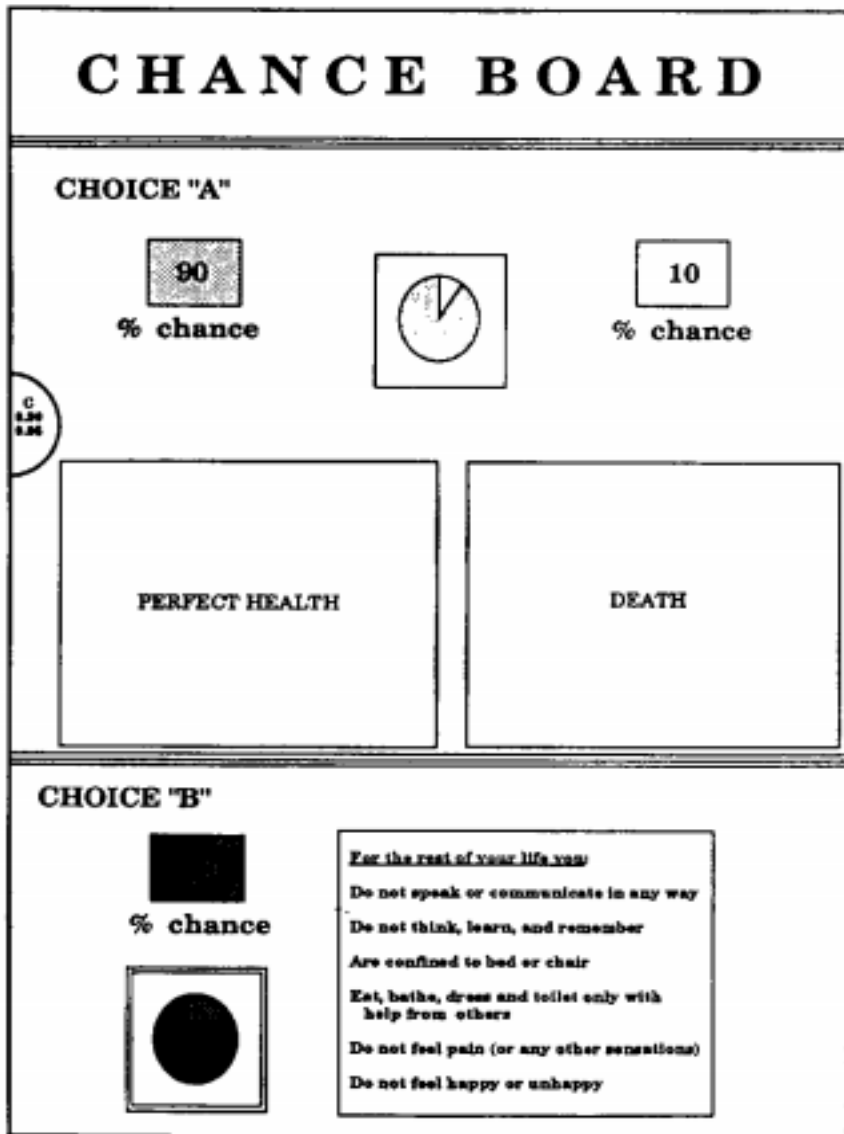 CHANCE BOARD
CHOICE "A"
90
% chance
10
% chance
C
PERFECT HEALTH
DEATH
CHOICE "B"
% chance
For the rest of your life you:
Do not speak or communicate in any way
Do not think, learn, and remember
Are confined to bed or chair
Eat, bathe, dress and toilet only with
help from others
Do not feel pain (or any other sensations)
Do not feel happy or unhappy